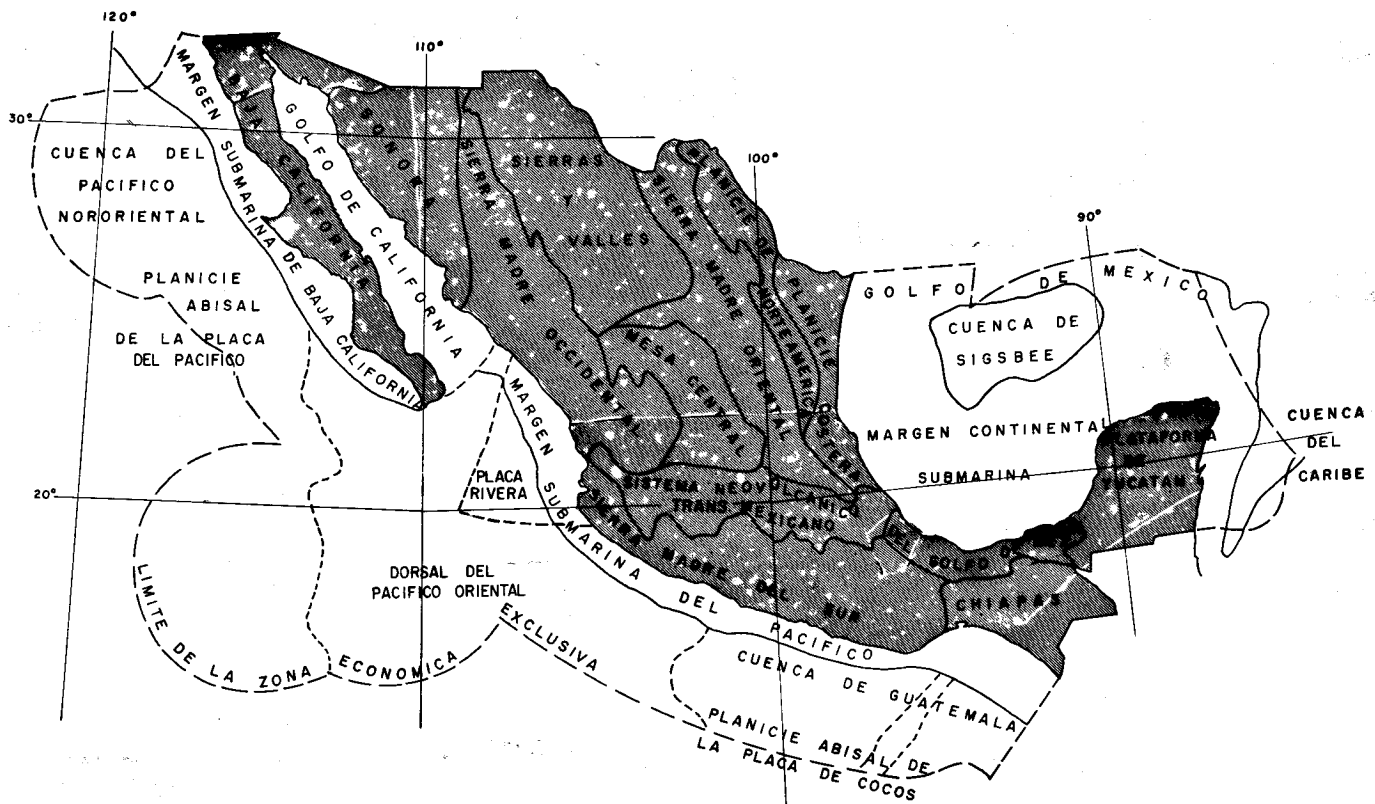 120°
110°
100°
90°
30°
20°
MARGEN SUBMARINA DE BAJA CALIFORNIA
BAJA CALIFORNIA
GOLFO DE CALIFORNIA
SONORA
CUENCA DEL
PACIFICO
NORORIENTAL
PLANICIE
ABISAL
DE LA PLACA
DEL PACIFICO
SIERRA MADRE OCCIDENTAL
SIERRAS
Y
VALLES
SIERRA MADRE ORIENTAL
PLANICIE DE NORTEAMERICA
PLANICIE COSTERA DEL GOLFO DE
MESA CENTRAL
GOLFO DE MEXICO
CUENCA DE
SIGSBEE
MARGEN CONTINENTAL
SUBMARINA
PLATAFORMA
DE
YUCATAN
CUENCA
DEL
CARIBE
PLACA
RIVERA
SISTEMA NEOVOLCANICO
TRANS-MEXICANO
SIERRA MADRE DEL SUR
CHIAPAS
MARGEN SUBMARINA DEL PACIFICO
DORSAL DEL
PACIFICO ORIENTAL
LIMITE DE LA ZONA ECONOMICA EXCLUSIVA
CUENCA DE GUATEMALA
PLANICIE ABISAL DE
LA PLACA DE COCOS